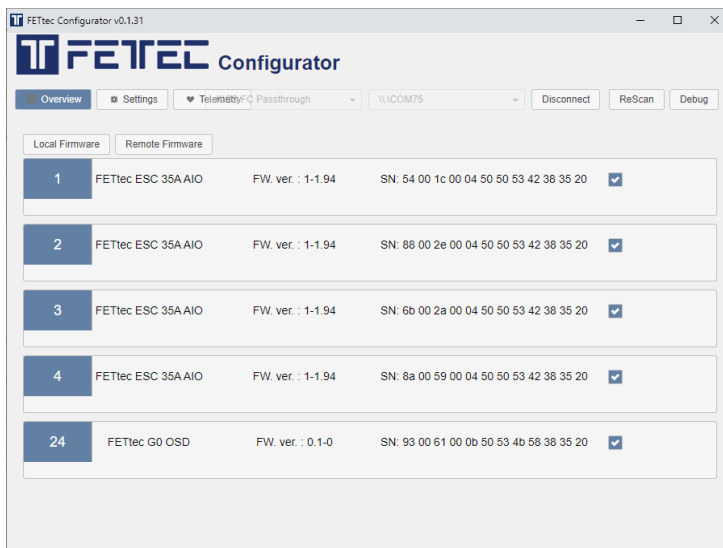 FETtec Configurator v0.1.31
FETTEC Configurator
Overview Settings Telemetry FC Passthrough \\.\COM75 Disconnect ReScan Debug
Local Firmware Remote Firmware
1 FETtec ESC 35A AIO FW. ver. : 1-1.94 SN: 54 00 1c 00 04 50 50 53 42 38 35 20
2 FETtec ESC 35A AIO FW. ver. : 1-1.94 SN: 88 00 2e 00 04 50 50 53 42 38 35 20
3 FETtec ESC 35A AIO FW. ver. : 1-1.94 SN: 6b 00 2a 00 04 50 50 53 42 38 35 20
4 FETtec ESC 35A AIO FW. ver. : 1-1.94 SN: 8a 00 59 00 04 50 50 53 42 38 35 20
24 FETtec G0 OSD FW. ver. : 0.1-0 SN: 93 00 61 00 0b 50 53 4b 58 38 35 20